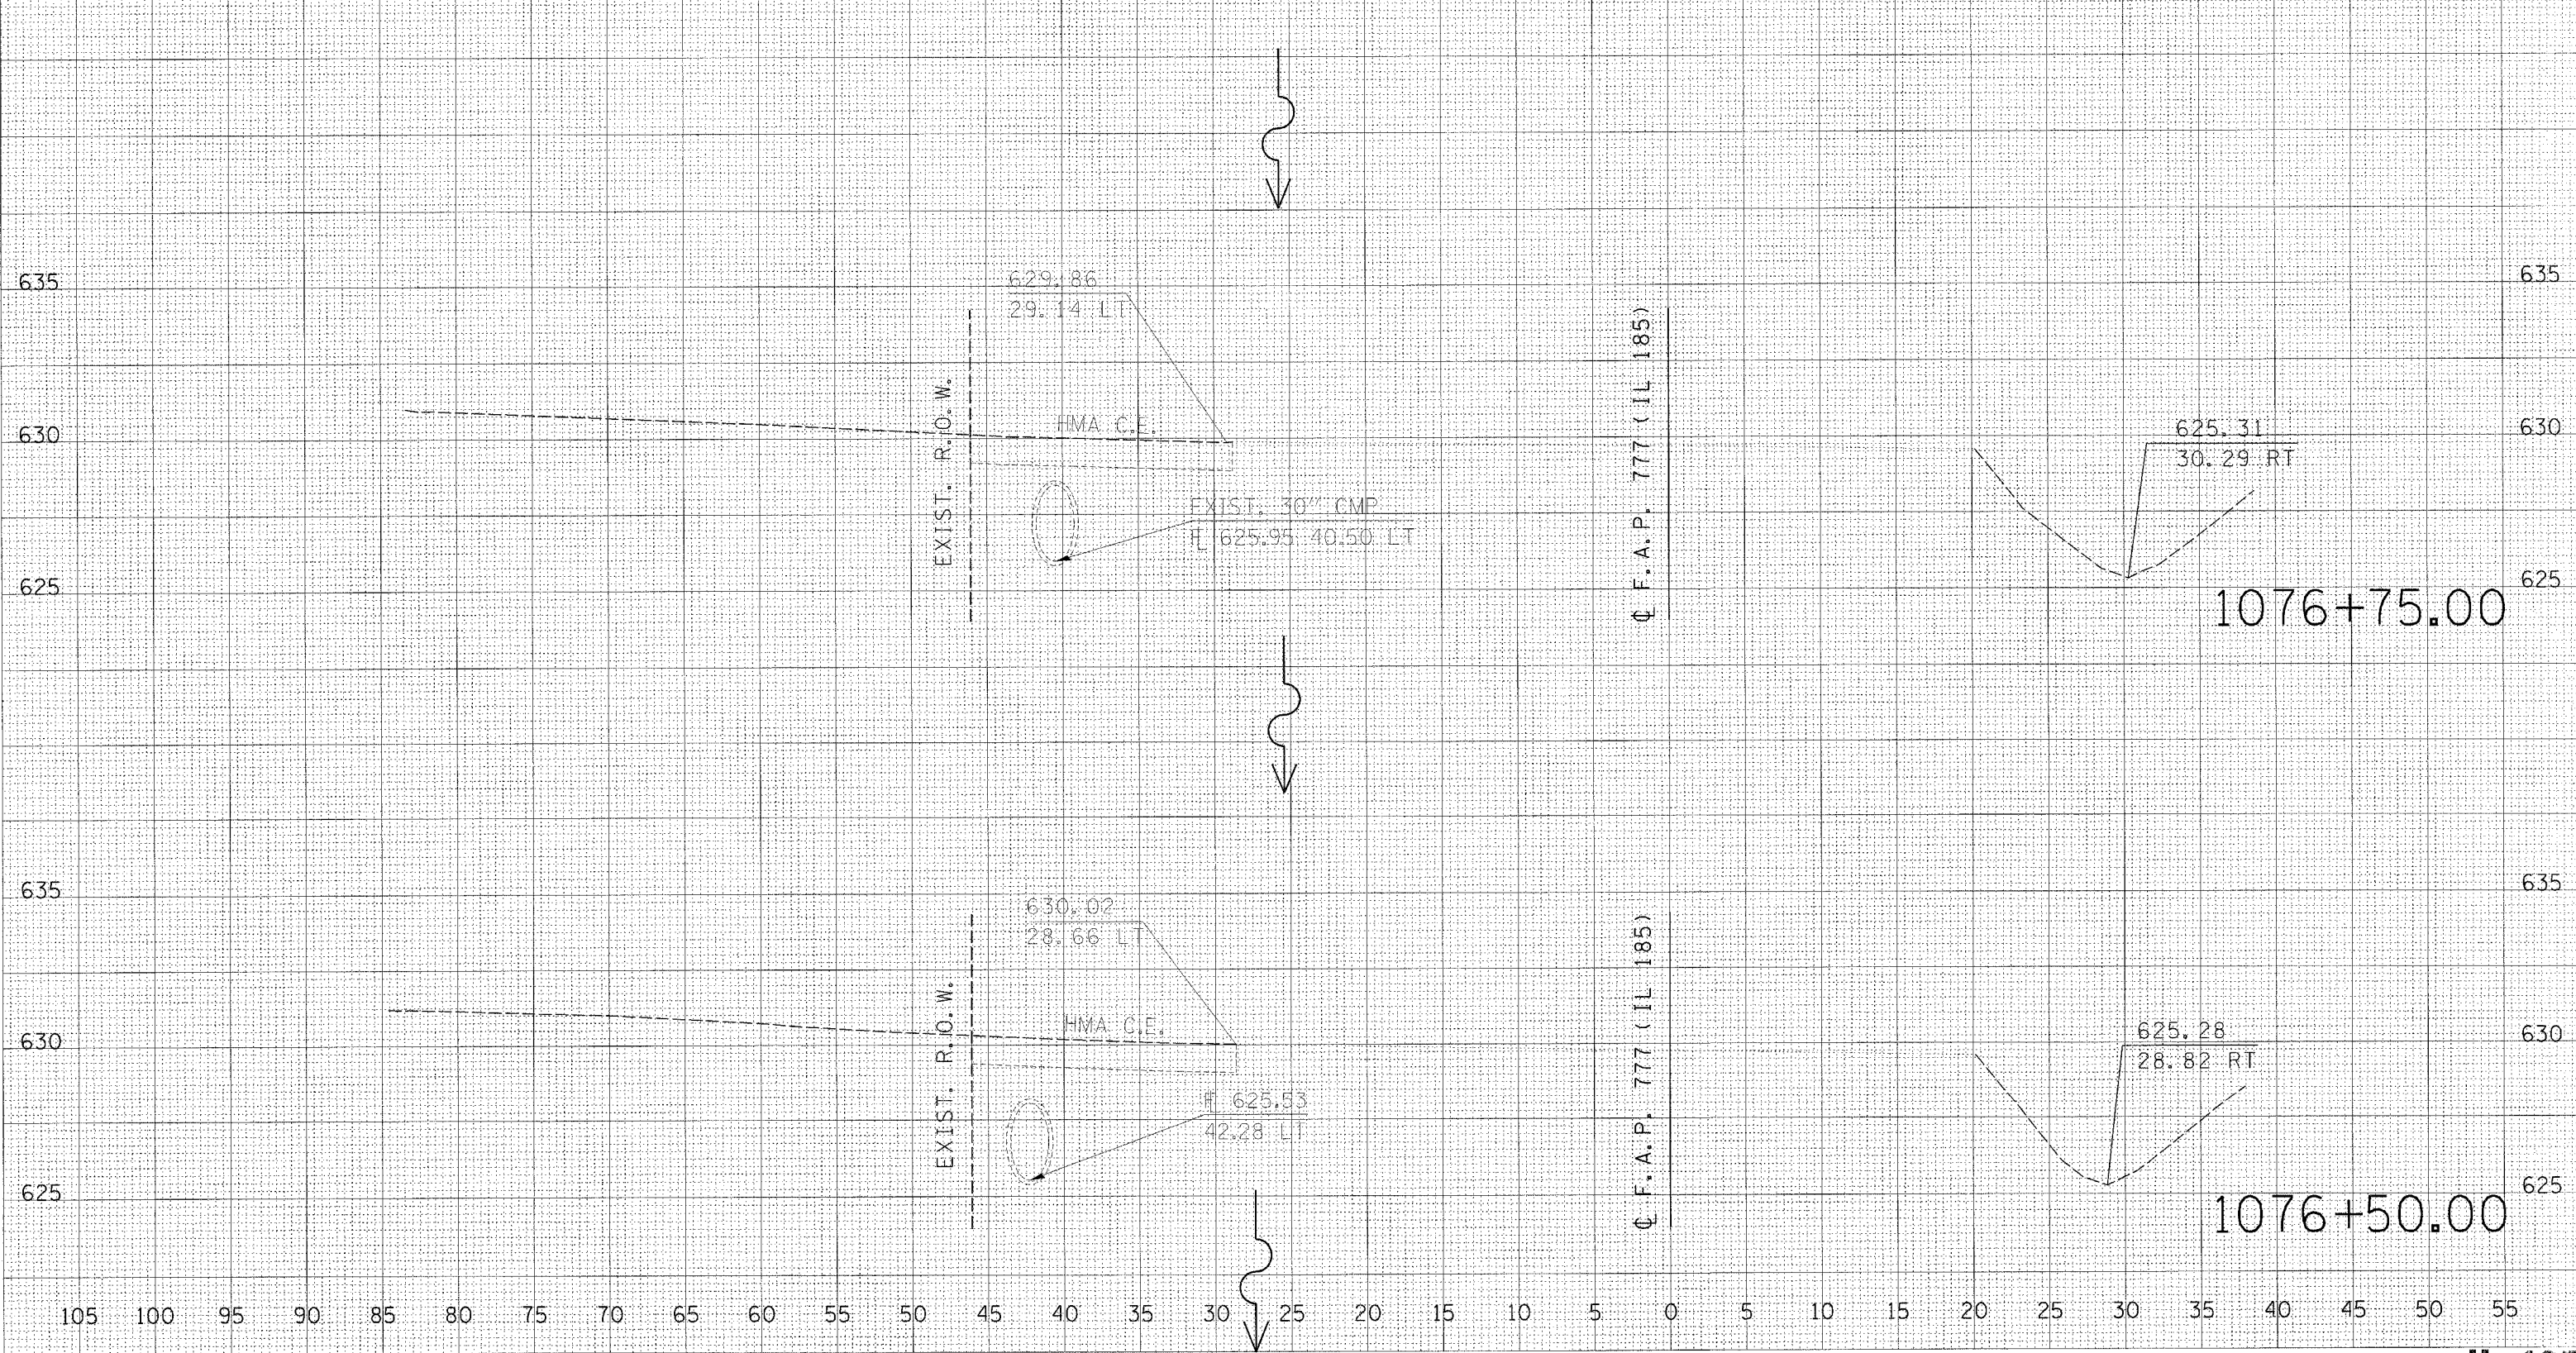 635
629.86
29.14 LT
635
630
EXIST. R.O.W.
HMA C.E.
℄ F.A.P. 777 (IL 185)
625.31
30.29 RT
630
EXIST. 30" CMP
FL 625.95 40.50 LT
625
625
1076+75.00
635
630.02
28.66 LT
635
630
EXIST. R.O.W.
HMA C.E.
℄ F.A.P. 777 (IL 185)
625.28
28.82 RT
630
FL 625.53
42.28 LT
625
625
1076+50.00
105 100 95 90 85 80 75 70 65 60 55 50 45 40 35 30 25 20 15 10 5 0 5 10 15 20 25 30 35 40 45 50 55